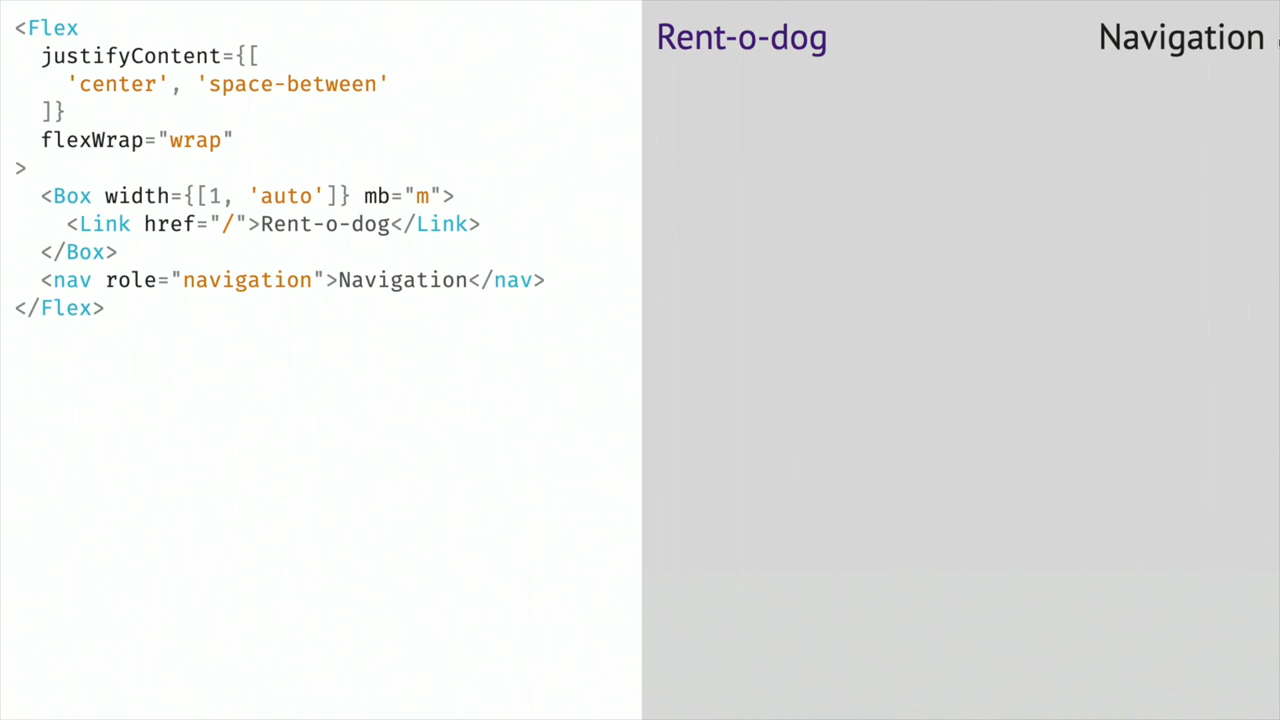 <Flex
  justifyContent={[
    'center', 'space-between'
  ]}
  flexWrap="wrap"
>
  <Box width={[1, 'auto']} mb="m">
    <Link href="/">Rent-o-dog</Link>
  </Box>
  <nav role="navigation">Navigation</nav>
</Flex>
Rent-o-dog
Navigation